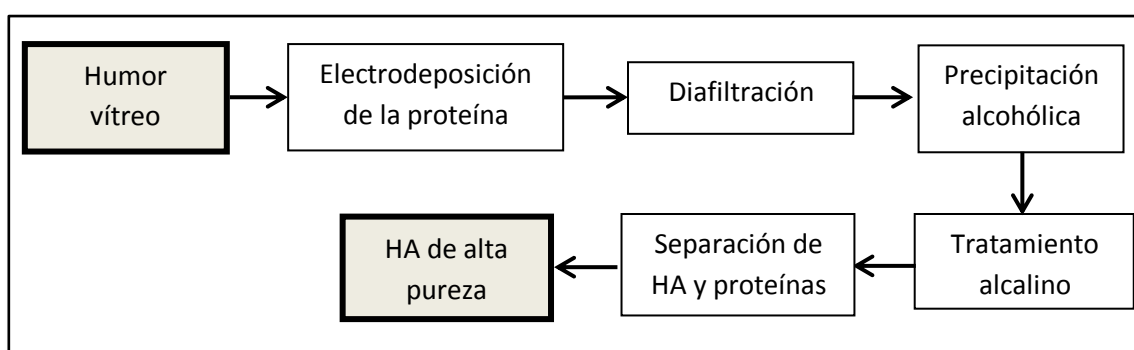 Humor
vítreo
Electrodeposición
de la proteína
Diafiltración
Precipitación
alcohólica
Tratamiento
alcalino
Separación de
HA y proteínas
HA de alta
pureza